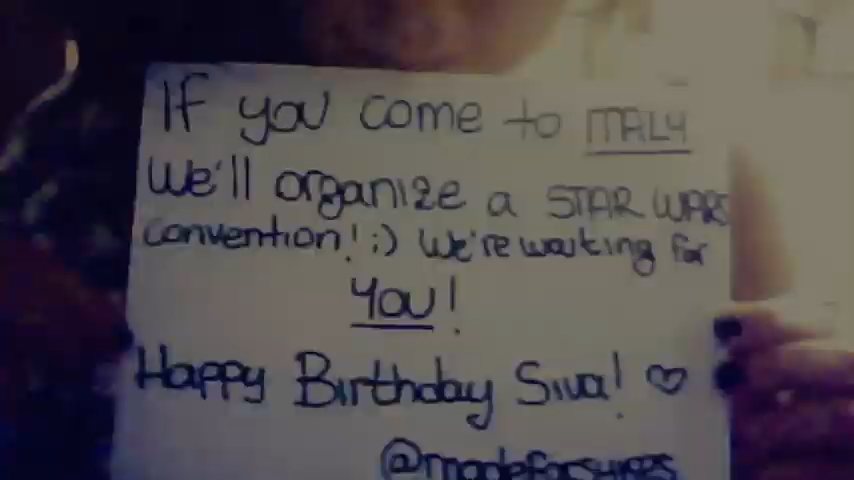 If you come to ITALY
We'll organize a STAR WARS
convention! ;) We're waiting for
YOU!
Happy Birthday Siva! ♡